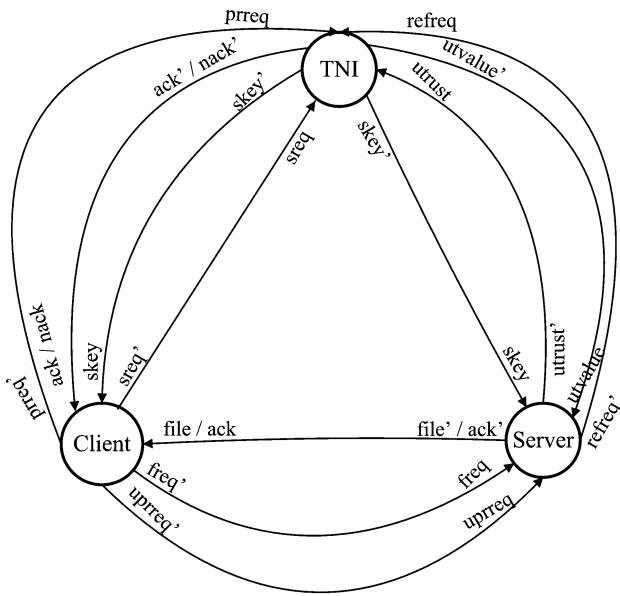 prreq
refreq
ack’ / nack’
utvalue’
TNI
skey’
utrust
sreq
skey’
ack / nack
prreq’
skey
sreq’
skey
utrust’
utvalue
refreq’
Client
file / ack
file’ / ack’
Server
freq’
freq
uprreq’
uprreq